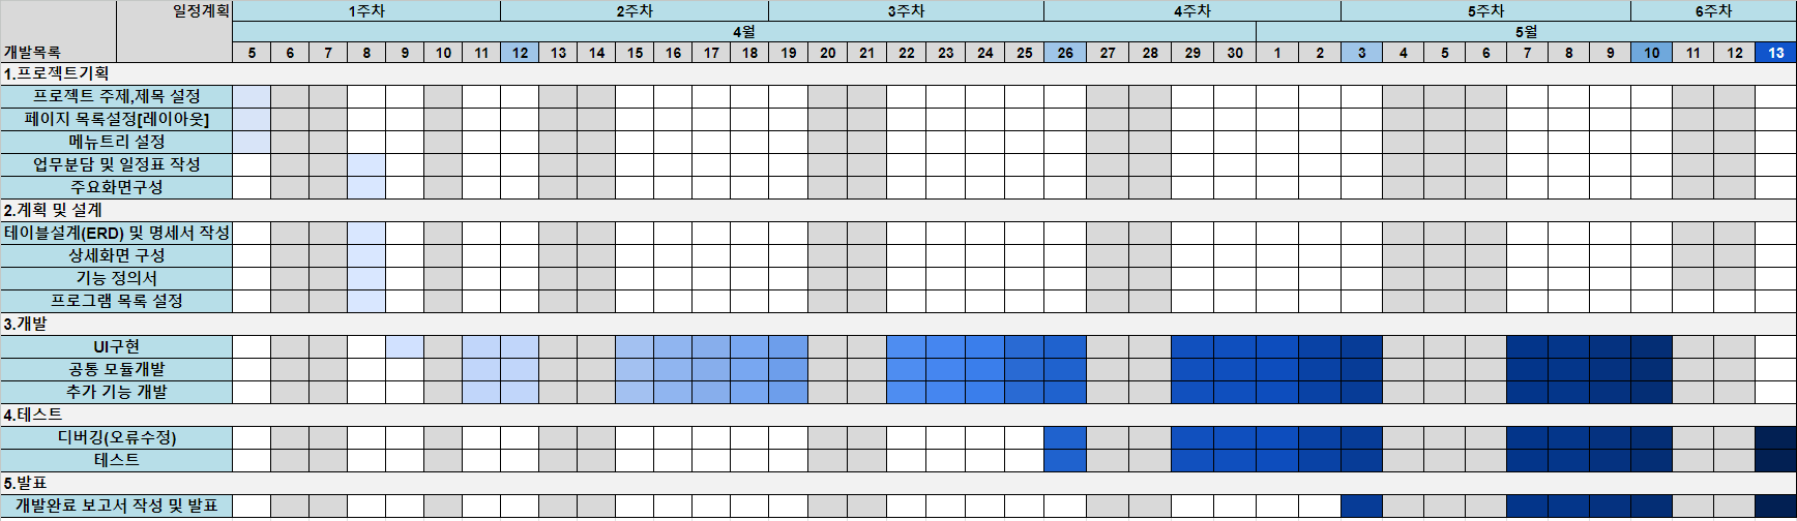 일정계획 1주차 2주차 3주차 4주차 5주차 6주차
4월 5월
개발목록 5 6 7 8 9 10 11 12 13 14 15 16 17 18 19 20 21 22 23 24 25 26 27 28 29 30 1 2 3 4 5 6 7 8 9 10 11 12 13
1.프로젝트기획
프로젝트 주제,제목 설정
페이지 목록설정[레이아웃]
메뉴트리 설정
업무분담 및 일정표 작성
주요화면구성
2.계획 및 설계
테이블설계(ERD) 및 명세서 작성
상세화면 구성
기능 정의서
프로그램 목록 설정
3.개발
UI구현
공통 모듈개발
추가 기능 개발
4.테스트
디버깅(오류수정)
테스트
5.발표
개발완료 보고서 작성 및 발표